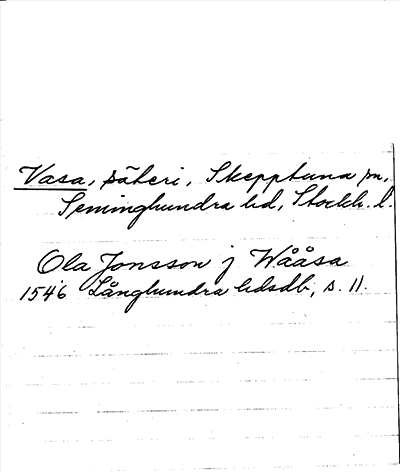 Vasa, säteri, Skepptuna sn,
Seminghundra hd, Stockh. l.
Ola Jonsson j Wååsa
1546 Långhundra hdsdb, s. 11.